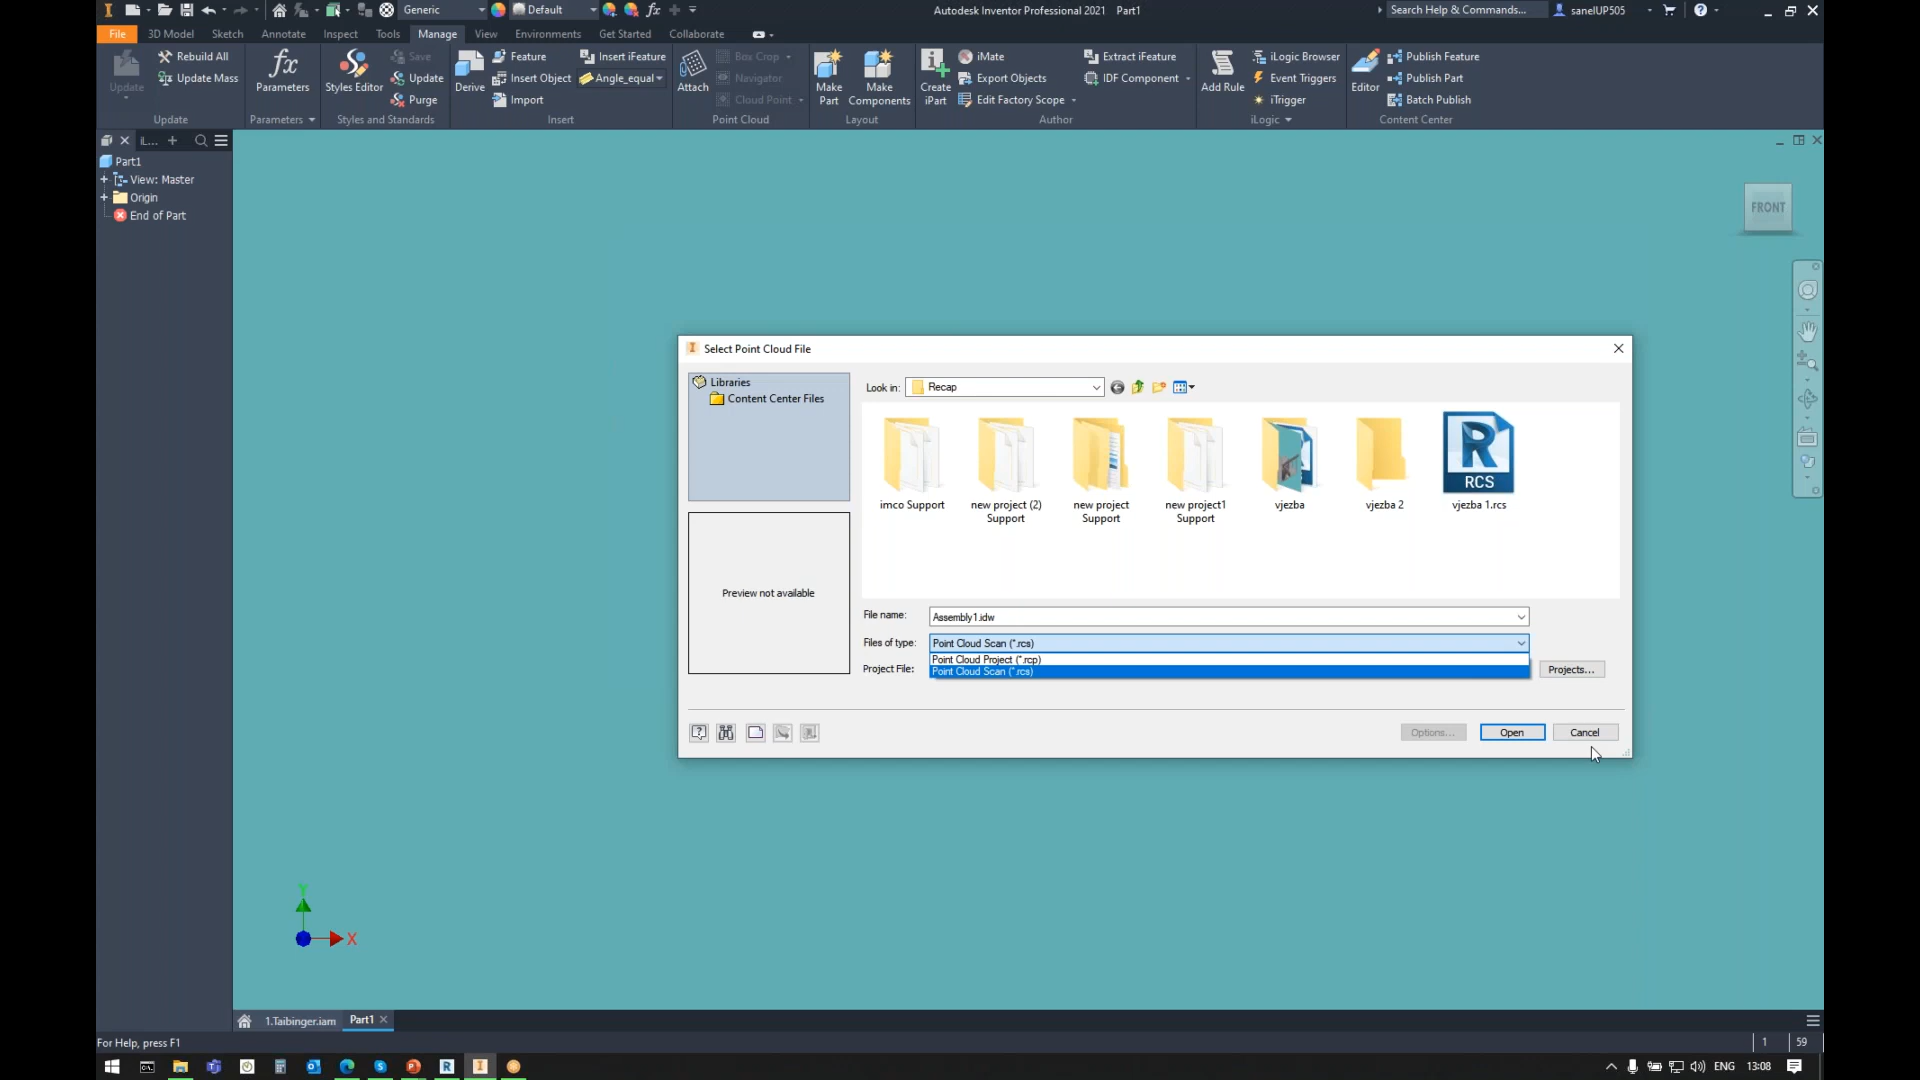 Generic
Default
Autodesk Inventor Professional 2021 Part1
Search Help & Commands...
sanelUP505
File 3D Model Sketch Annotate Inspect Tools Manage View Environments Get Started Collaborate
Update
Rebuild All
Update Mass
Update
Parameters
Parameters
Styles Editor
Save
Update
Purge
Styles and Standards
Derive
Feature
Insert Object
Import
Insert iFeature
Angle_equal
Insert
Attach
Box Crop
Navigator
Cloud Point
Point Cloud
Make
Part
Make
Components
Layout
Create
iPart
iMate
Export Objects
Edit Factory Scope
Extract iFeature
IDF Component
Author
Add Rule
iLogic Browser
Event Triggers
iTrigger
iLogic
Editor
Publish Feature
Publish Part
Batch Publish
Content Center
iL...
Part1
View: Master
Origin
End of Part
FRONT
Select Point Cloud File
Libraries
Content Center Files
Look in: Recap
RCS
imco Support
new project (2)
Support
new project
Support
new project1
Support
vjezba
vjezba 2
vjezba 1.rcs
Preview not available
File name: Assembly1.idw
Files of type: Point Cloud Scan (*.rcs)
Point Cloud Project (*.rcp)
Project File: Point Cloud Scan (*.rcs)
Projects...
Options...
Open
Cancel
Y
X
1.Taibinger.iam
Part1
For Help, press F1
1
59
ENG
13:08